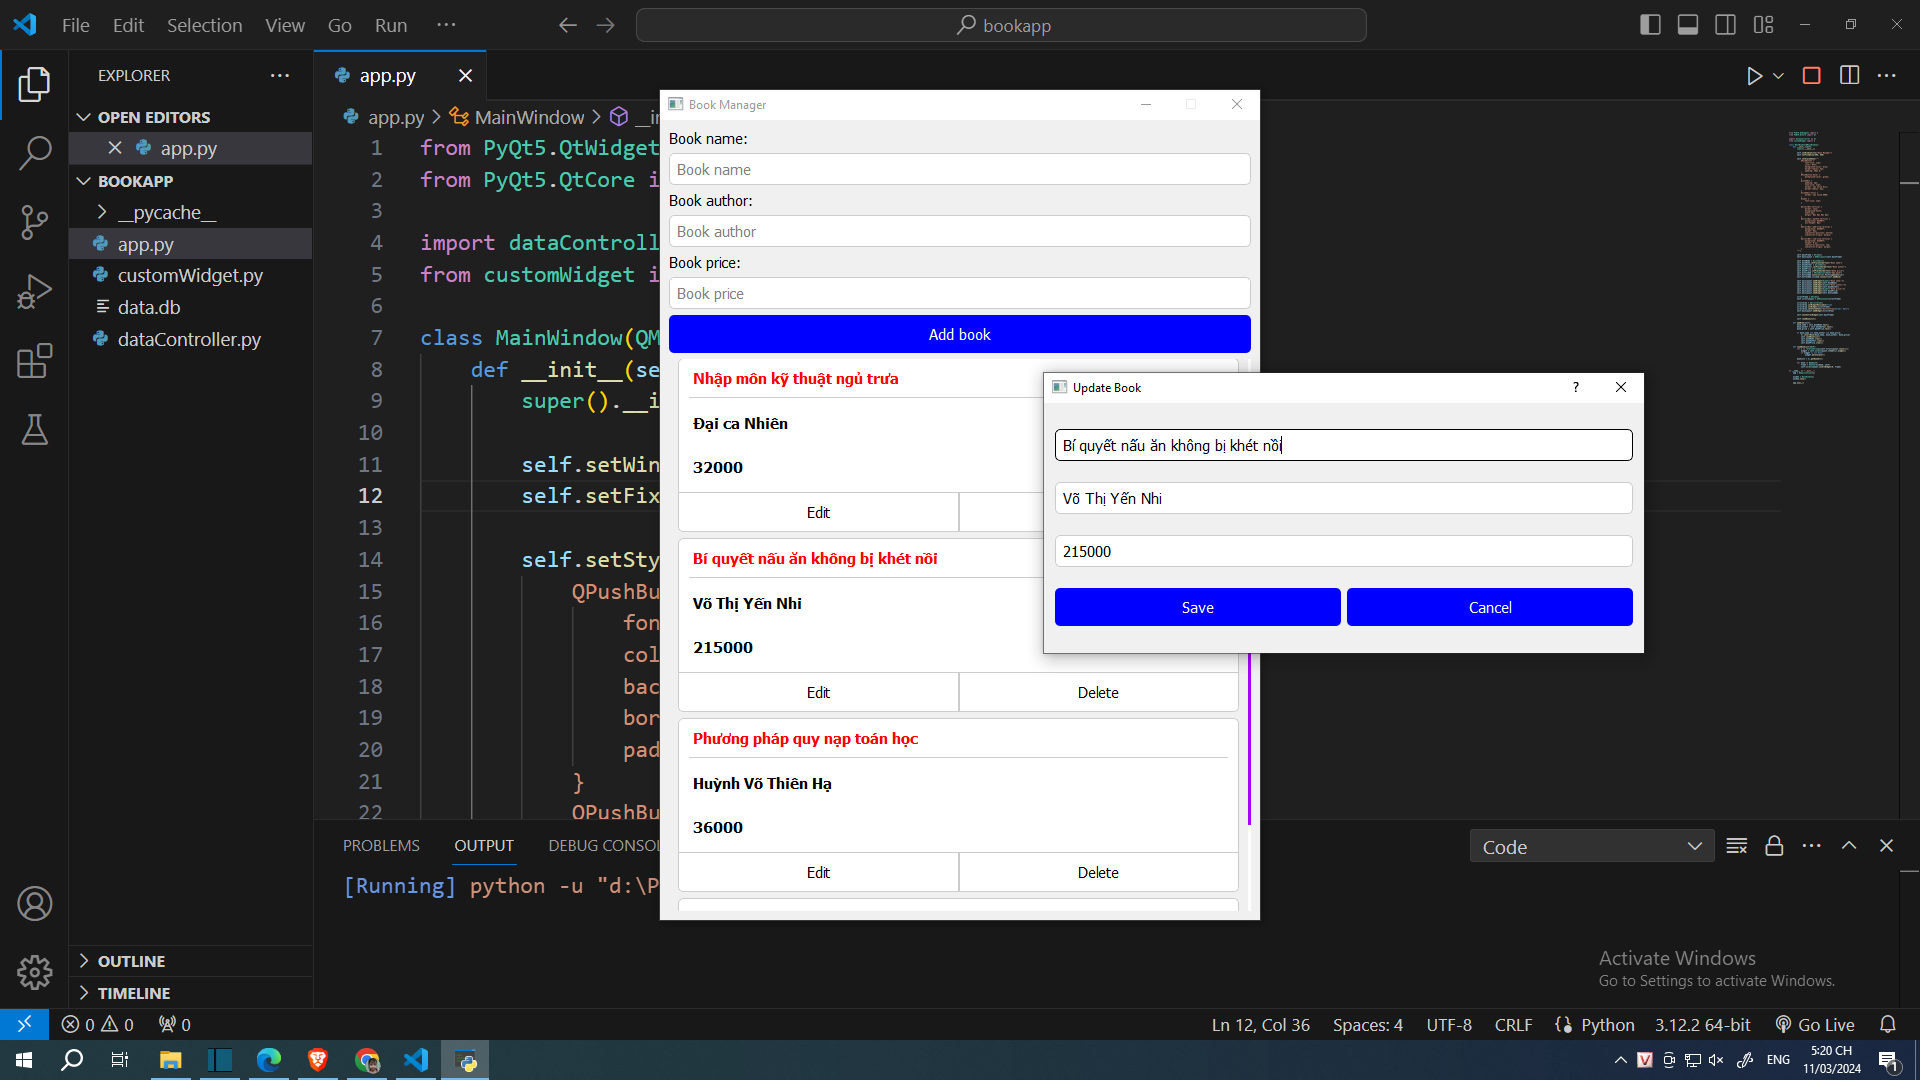 File Edit Selection View Go Run ···
bookapp
EXPLORER
OPEN EDITORS
app.py
BOOKAPP
__pycache__
app.py
customWidget.py
data.db
dataController.py
OUTLINE
TIMELINE
app.py
app.py > MainWindow >
1 from PyQt5.QtWidget
2 from PyQt5.QtCore i
3
4 import dataControll
5 from customWidget i
6
7 class MainWindow(QM
8 def __init__(se
9 super().__i
10
11 self.setWin
12 self.setFix
13
14 self.setSty
15 QPushBu
16 fon
17 col
18 bac
19 bor
20 pad
21 }
22 QPushBu
Book Manager
Book name:
Book name
Book author:
Book author
Book price:
Book price
Add book
Nhập môn kỹ thuật ngủ trưa
Đại ca Nhiên
32000
Edit
Bí quyết nấu ăn không bị khét nồi
Võ Thị Yến Nhi
215000
Edit Delete
Phương pháp quy nạp toán học
Huỳnh Võ Thiên Hạ
36000
Edit Delete
Update Book
?
Bí quyết nấu ăn không bị khét nồi
Võ Thị Yến Nhi
215000
Save Cancel
PROBLEMS OUTPUT DEBUG CONSOL
Code
[Running] python -u "d:\P
Activate Windows
Go to Settings to activate Windows.
0 0 0
Ln 12, Col 36 Spaces: 4 UTF-8 CRLF Python 3.12.2 64-bit Go Live
ENG
5:20 CH
11/03/2024
1